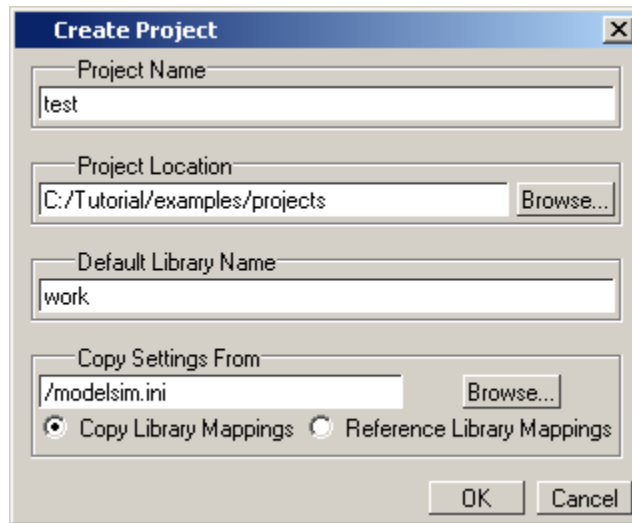 Create Project
Project Name
test
Project Location
C:/Tutorial/examples/projects Browse...
Default Library Name
work
Copy Settings From
/modelsim.ini Browse...
Copy Library Mappings Reference Library Mappings
OK Cancel